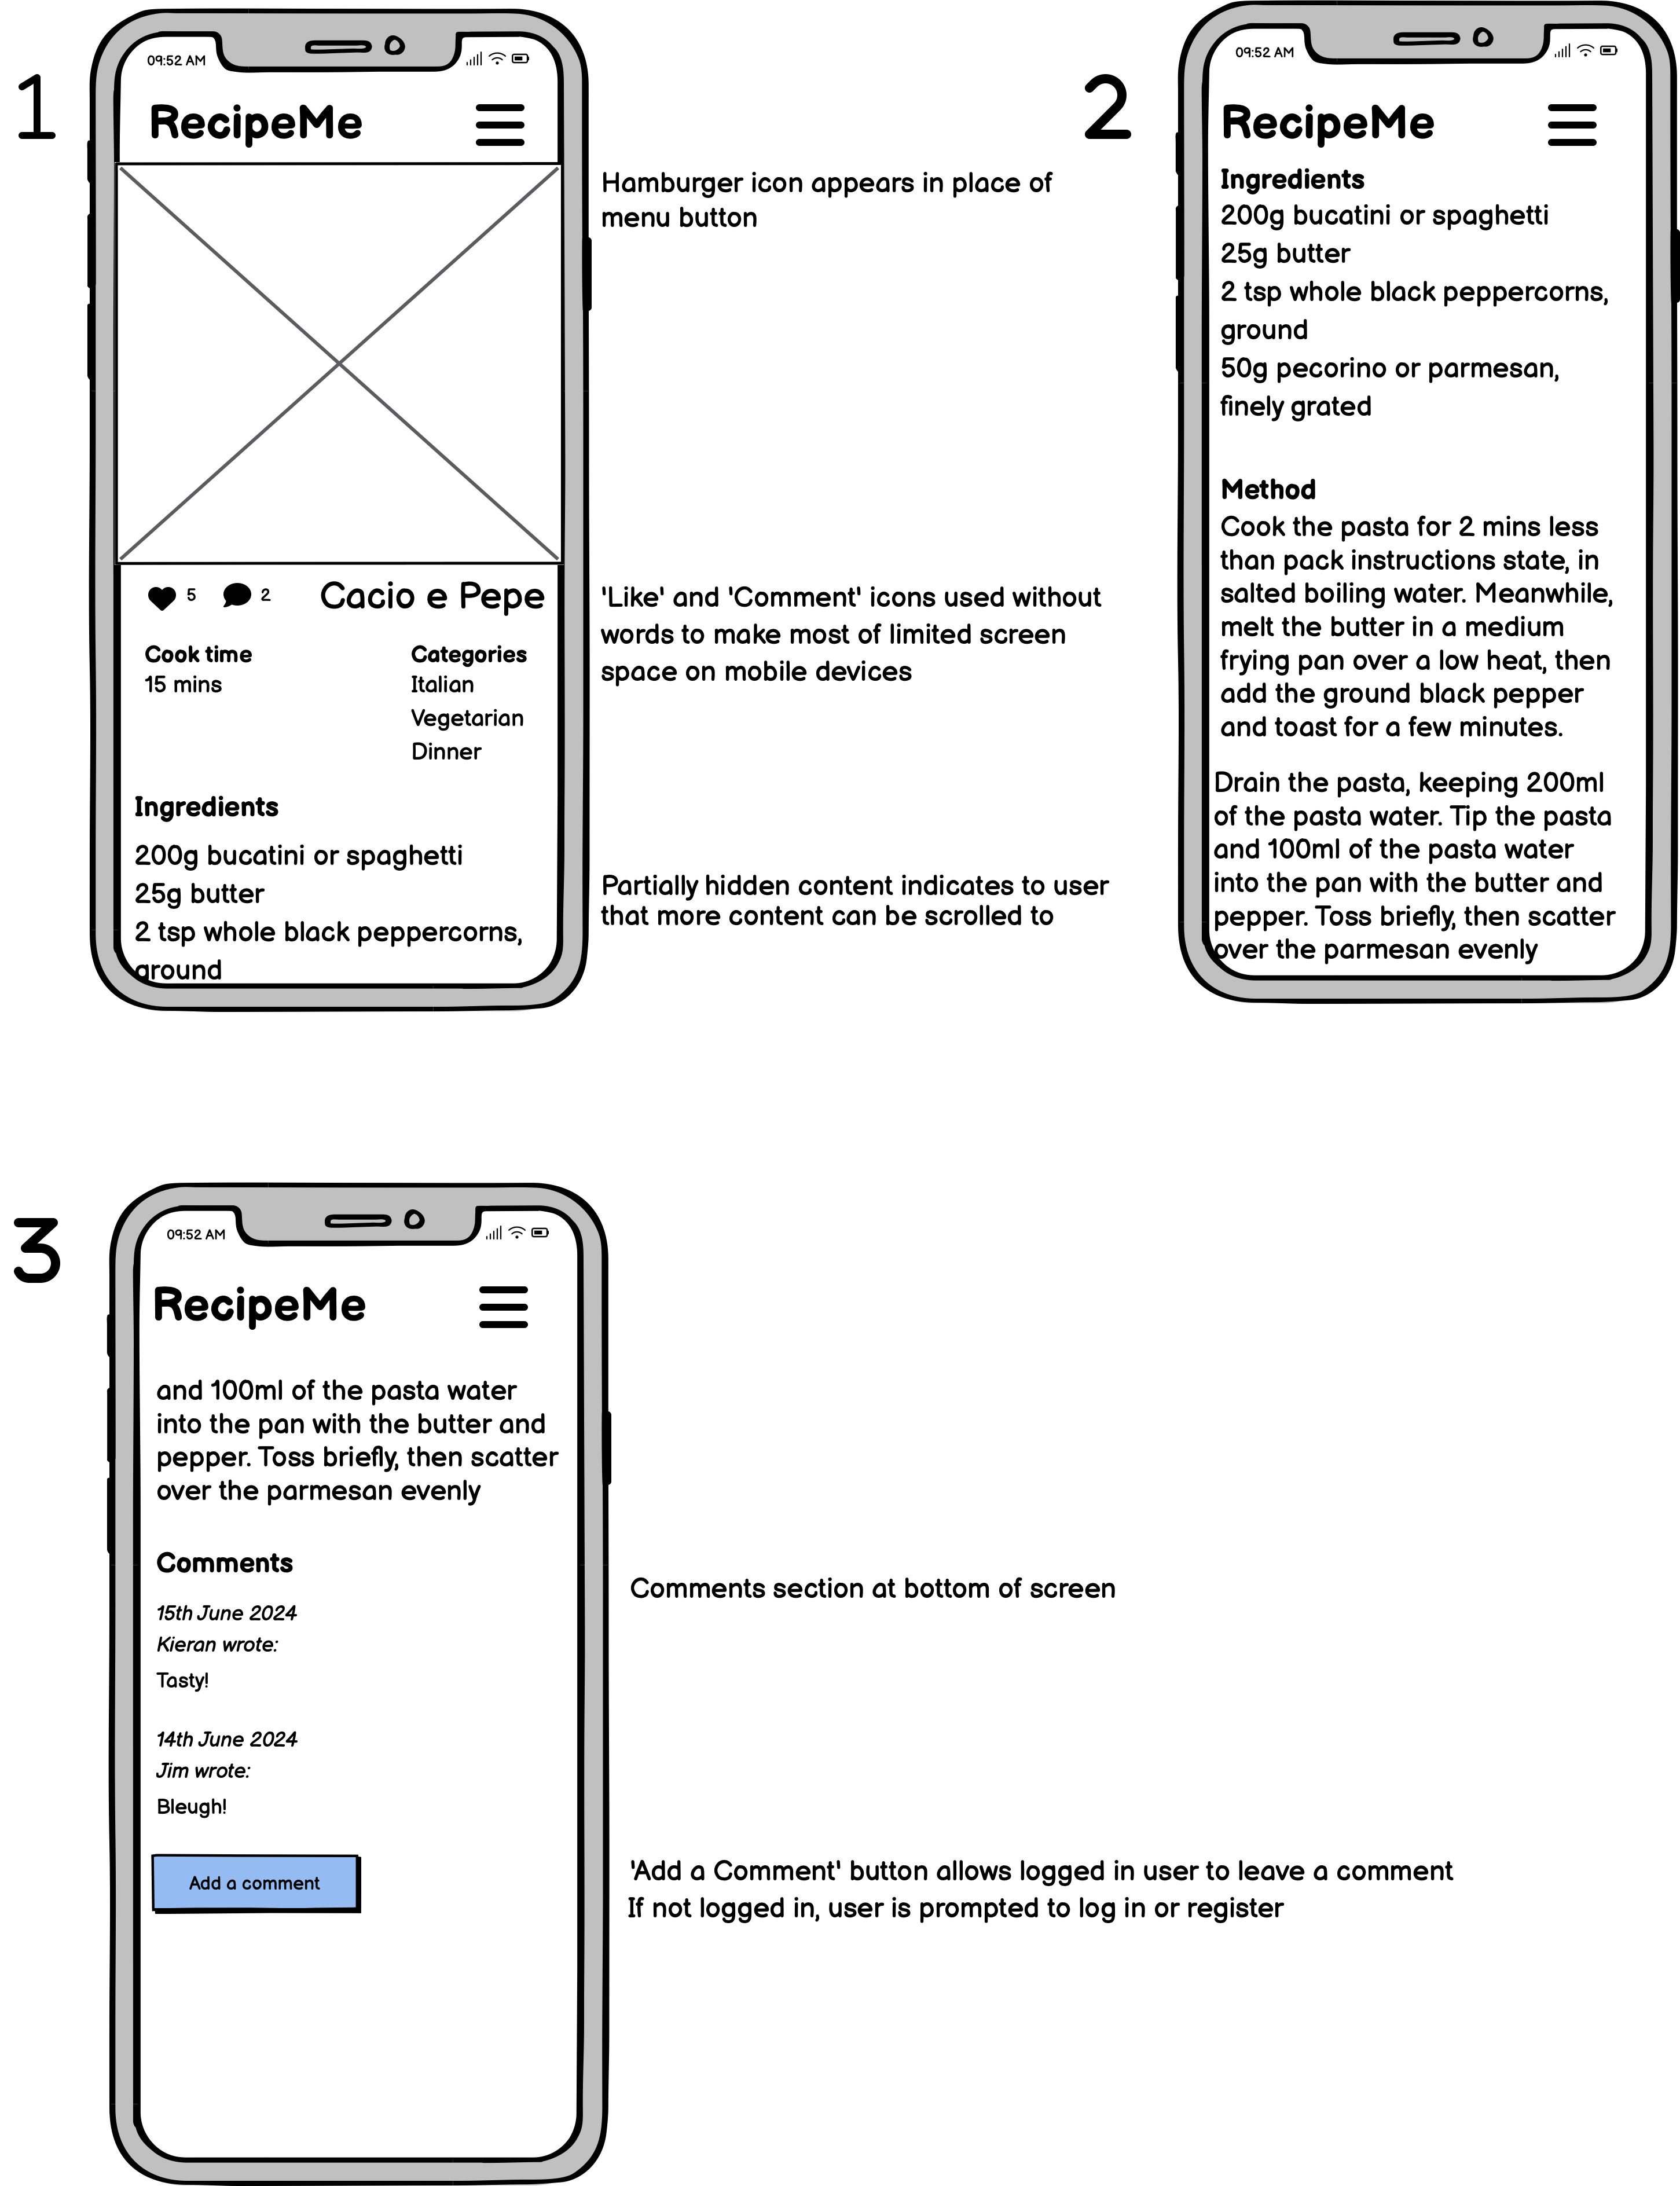 1
09:52 AM
RecipeMe
Hamburger icon appears in place of
menu button
5
2
Cacio e Pepe
'Like' and 'Comment' icons used without
words to make most of limited screen
space on mobile devices
Cook time
15 mins
Categories
Italian
Vegetarian
Dinner
Ingredients
200g bucatini or spaghetti
25g butter
2 tsp whole black peppercorns,
ground
Partially hidden content indicates to user
that more content can be scrolled to
2
09:52 AM
RecipeMe
Ingredients
200g bucatini or spaghetti
25g butter
2 tsp whole black peppercorns,
ground
50g pecorino or parmesan,
finely grated
Method
Cook the pasta for 2 mins less
than pack instructions state, in
salted boiling water. Meanwhile,
melt the butter in a medium
frying pan over a low heat, then
add the ground black pepper
and toast for a few minutes.
Drain the pasta, keeping 200ml
of the pasta water. Tip the pasta
and 100ml of the pasta water
into the pan with the butter and
pepper. Toss briefly, then scatter
over the parmesan evenly
3
09:52 AM
RecipeMe
and 100ml of the pasta water
into the pan with the butter and
pepper. Toss briefly, then scatter
over the parmesan evenly
Comments
15th June 2024
Kieran wrote:
Tasty!
14th June 2024
Jim wrote:
Bleugh!
Add a comment
Comments section at bottom of screen
'Add a Comment' button allows logged in user to leave a comment
If not logged in, user is prompted to log in or register